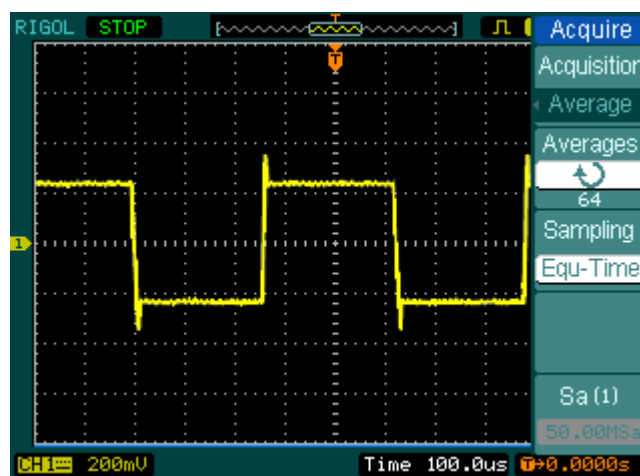 RIGOL STOP T
T
Acquire
Acquisition
Average
Averages
64
Sampling
Equ-Time
1
Sa(1)
50.00MSa
CH1 200mV Time 100.0us T→0.0000s